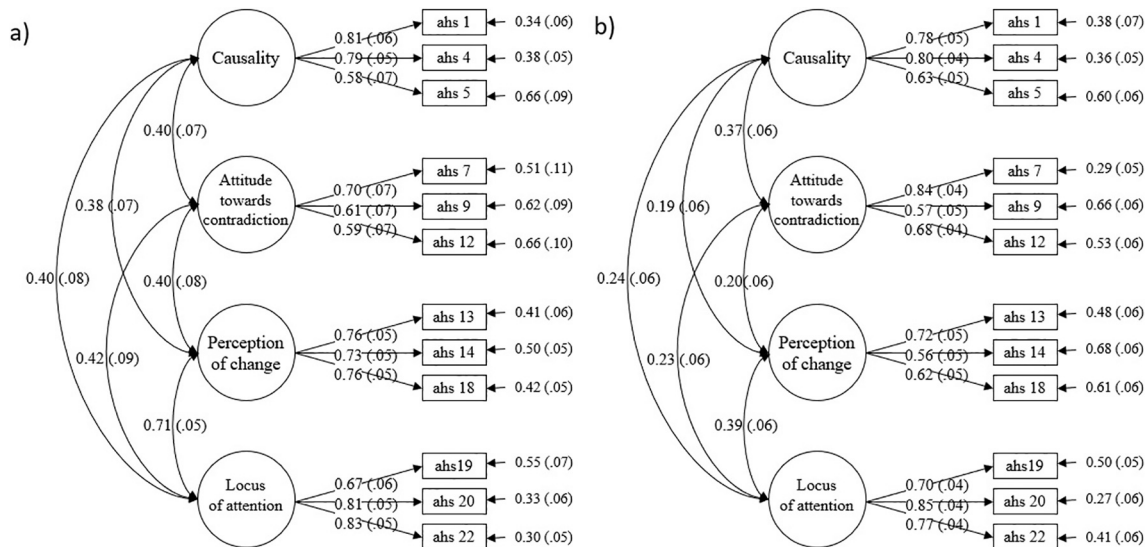 a)
Causality
0.81 (.06)
0.79 (.05)
0.58 (.07)
ahs 1
ahs 4
ahs 5
0.34 (.06)
0.38 (.05)
0.66 (.09)
0.40 (.07)
Attitude
towards
contradiction
0.70 (.07)
0.61 (.07)
0.59 (.07)
ahs 7
ahs 9
ahs 12
0.51 (.11)
0.62 (.09)
0.66 (.10)
0.38 (.07)
0.40 (.08)
0.40 (.08)
0.42 (.09)
Perception
of change
0.76 (.05)
0.73 (.05)
0.76 (.05)
ahs 13
ahs 14
ahs 18
0.41 (.06)
0.50 (.05)
0.42 (.05)
0.71 (.05)
Locus
of attention
0.67 (.06)
0.81 (.05)
0.83 (.05)
ahs19
ahs 20
ahs 22
0.55 (.07)
0.33 (.06)
0.30 (.05)
b)
Causality
0.78 (.05)
0.80 (.04)
0.63 (.05)
ahs 1
ahs 4
ahs 5
0.38 (.07)
0.36 (.05)
0.60 (.06)
0.37 (.06)
Attitude
towards
contradiction
0.84 (.04)
0.57 (.05)
0.68 (.04)
ahs 7
ahs 9
ahs 12
0.29 (.05)
0.66 (.06)
0.53 (.06)
0.19 (.06)
0.24 (.06)
0.20 (.06)
0.23 (.06)
Perception
of change
0.72 (.05)
0.56 (.05)
0.62 (.05)
ahs 13
ahs 14
ahs 18
0.48 (.06)
0.68 (.06)
0.61 (.06)
0.39 (.06)
Locus
of attention
0.70 (.04)
0.85 (.04)
0.77 (.04)
ahs19
ahs 20
ahs 22
0.50 (.05)
0.27 (.06)
0.41 (.06)